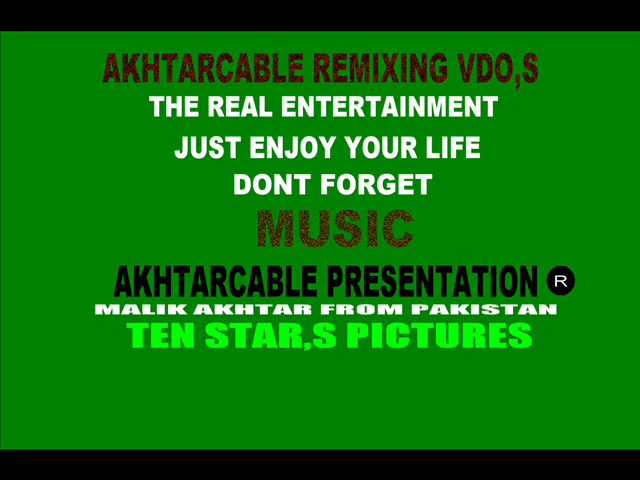 AKHTARCABLE REMIXING VDO,S
THE REAL ENTERTAINMENT
JUST ENJOY YOUR LIFE
DONT FORGET
MUSIC
AKHTARCABLE PRESENTATION R
MALIK AKHTAR FROM PAKISTAN
TEN STAR,S PICTURES